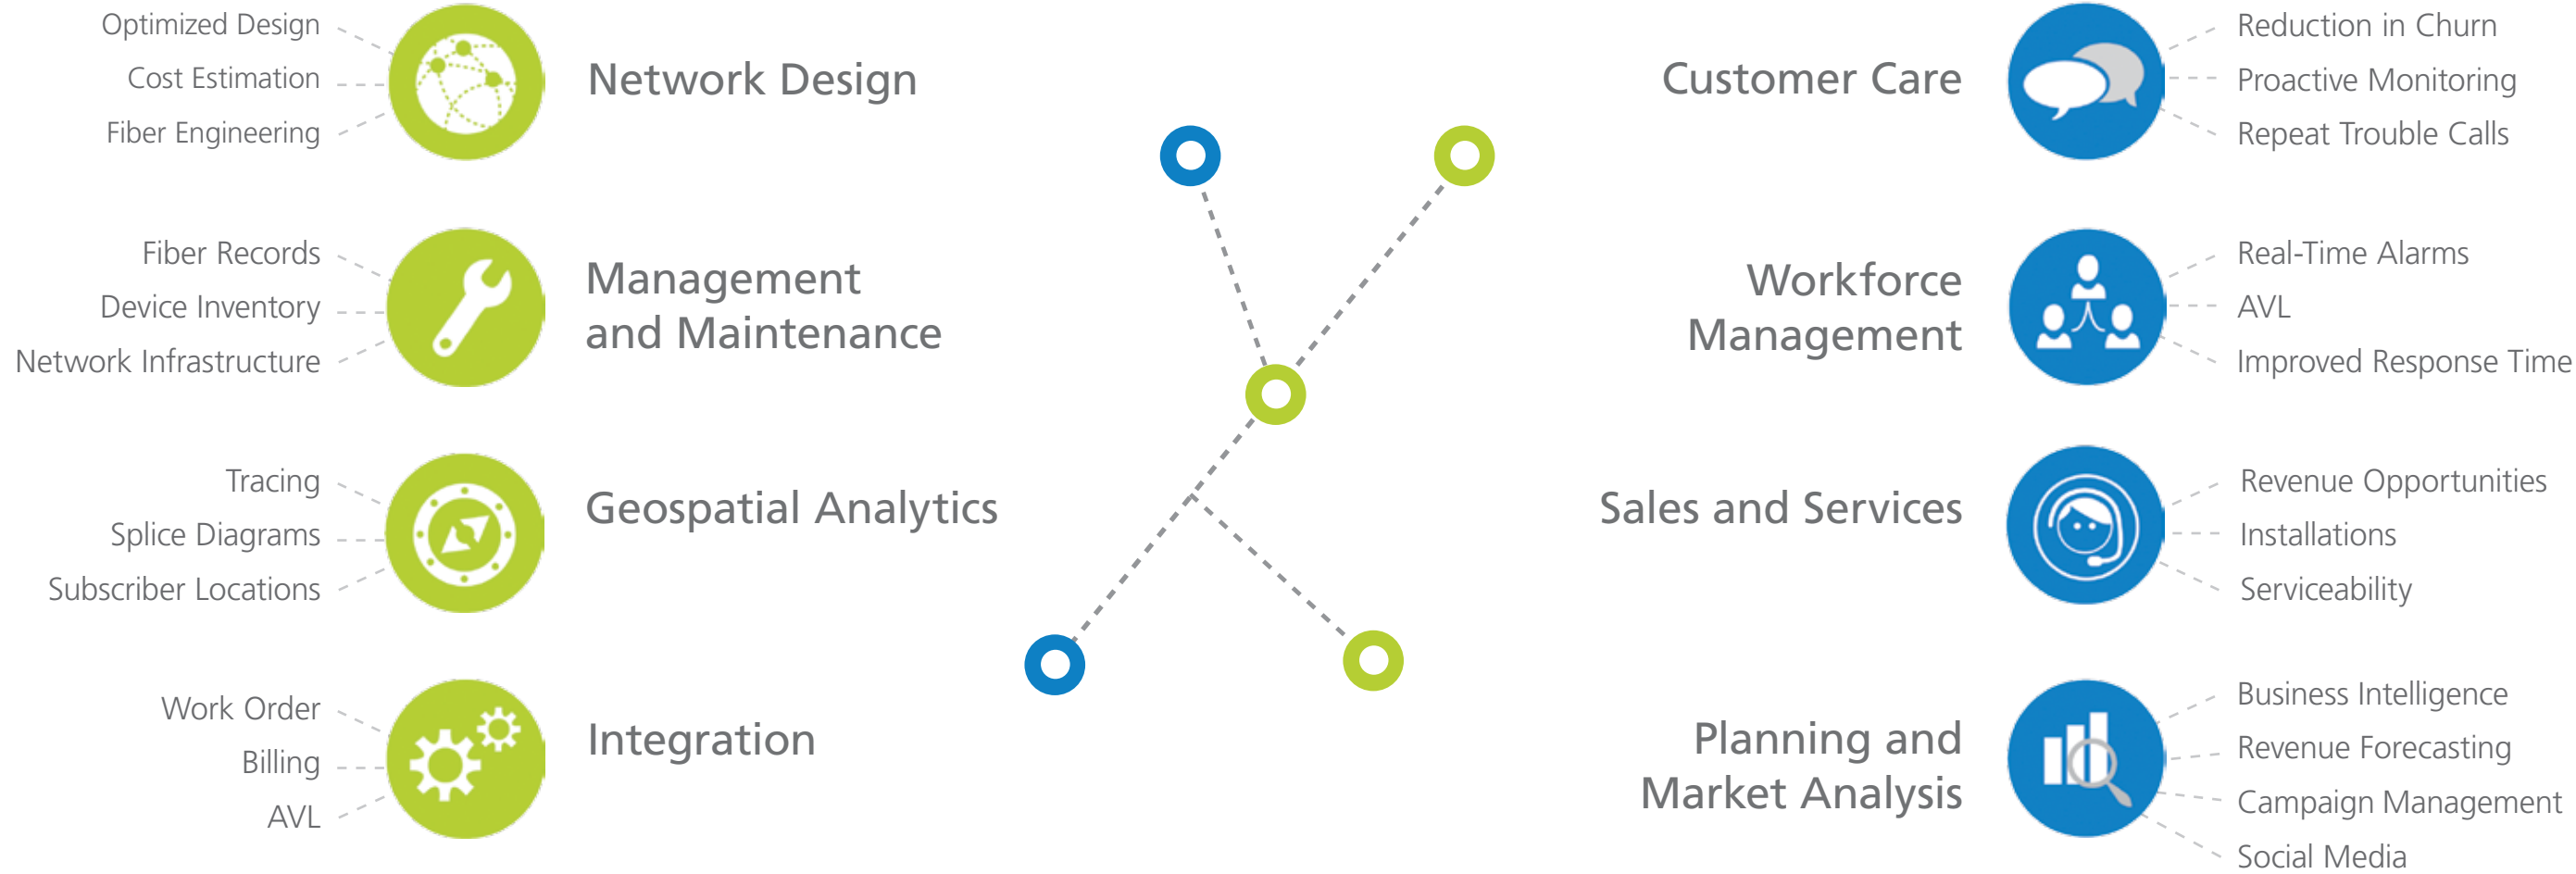 Optimized Design
Cost Estimation
Fiber Engineering
Network Design
Fiber Records
Device Inventory
Network Infrastructure
Management
and Maintenance
Tracing
Splice Diagrams
Subscriber Locations
Geospatial Analytics
Work Order
Billing
AVL
Integration
Customer Care
Reduction in Churn
Proactive Monitoring
Repeat Trouble Calls
Workforce
Management
Real-Time Alarms
AVL
Improved Response Time
Sales and Services
Revenue Opportunities
Installations
Serviceability
Planning and
Market Analysis
Business Intelligence
Revenue Forecasting
Campaign Management
Social Media